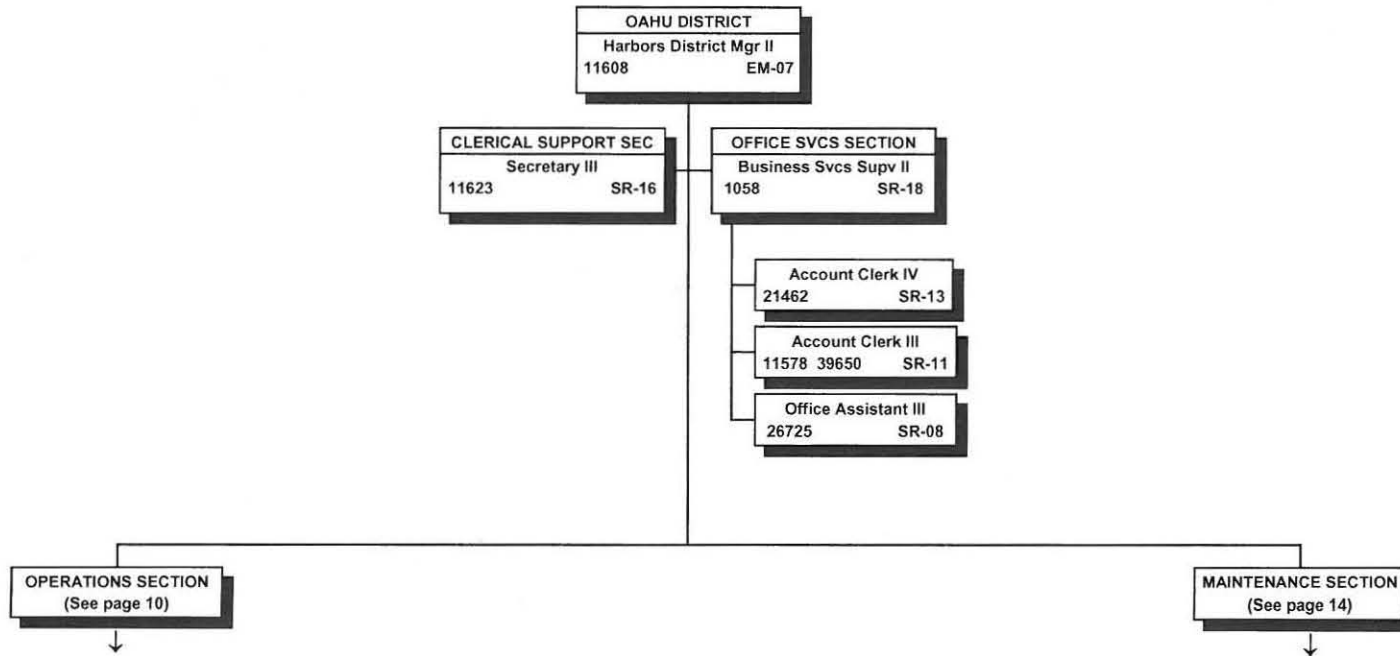 OAHU DISTRICT
Harbors District Mgr II
11608 EM-07
CLERICAL SUPPORT SEC
Secretary III
11623 SR-16
OFFICE SVCS SECTION
Business Svcs Supv II
1058 SR-18
Account Clerk IV
21462 SR-13
Account Clerk III
11578 39650 SR-11
Office Assistant III
26725 SR-08
OPERATIONS SECTION
(See page 10)
↓
MAINTENANCE SECTION
(See page 14)
↓